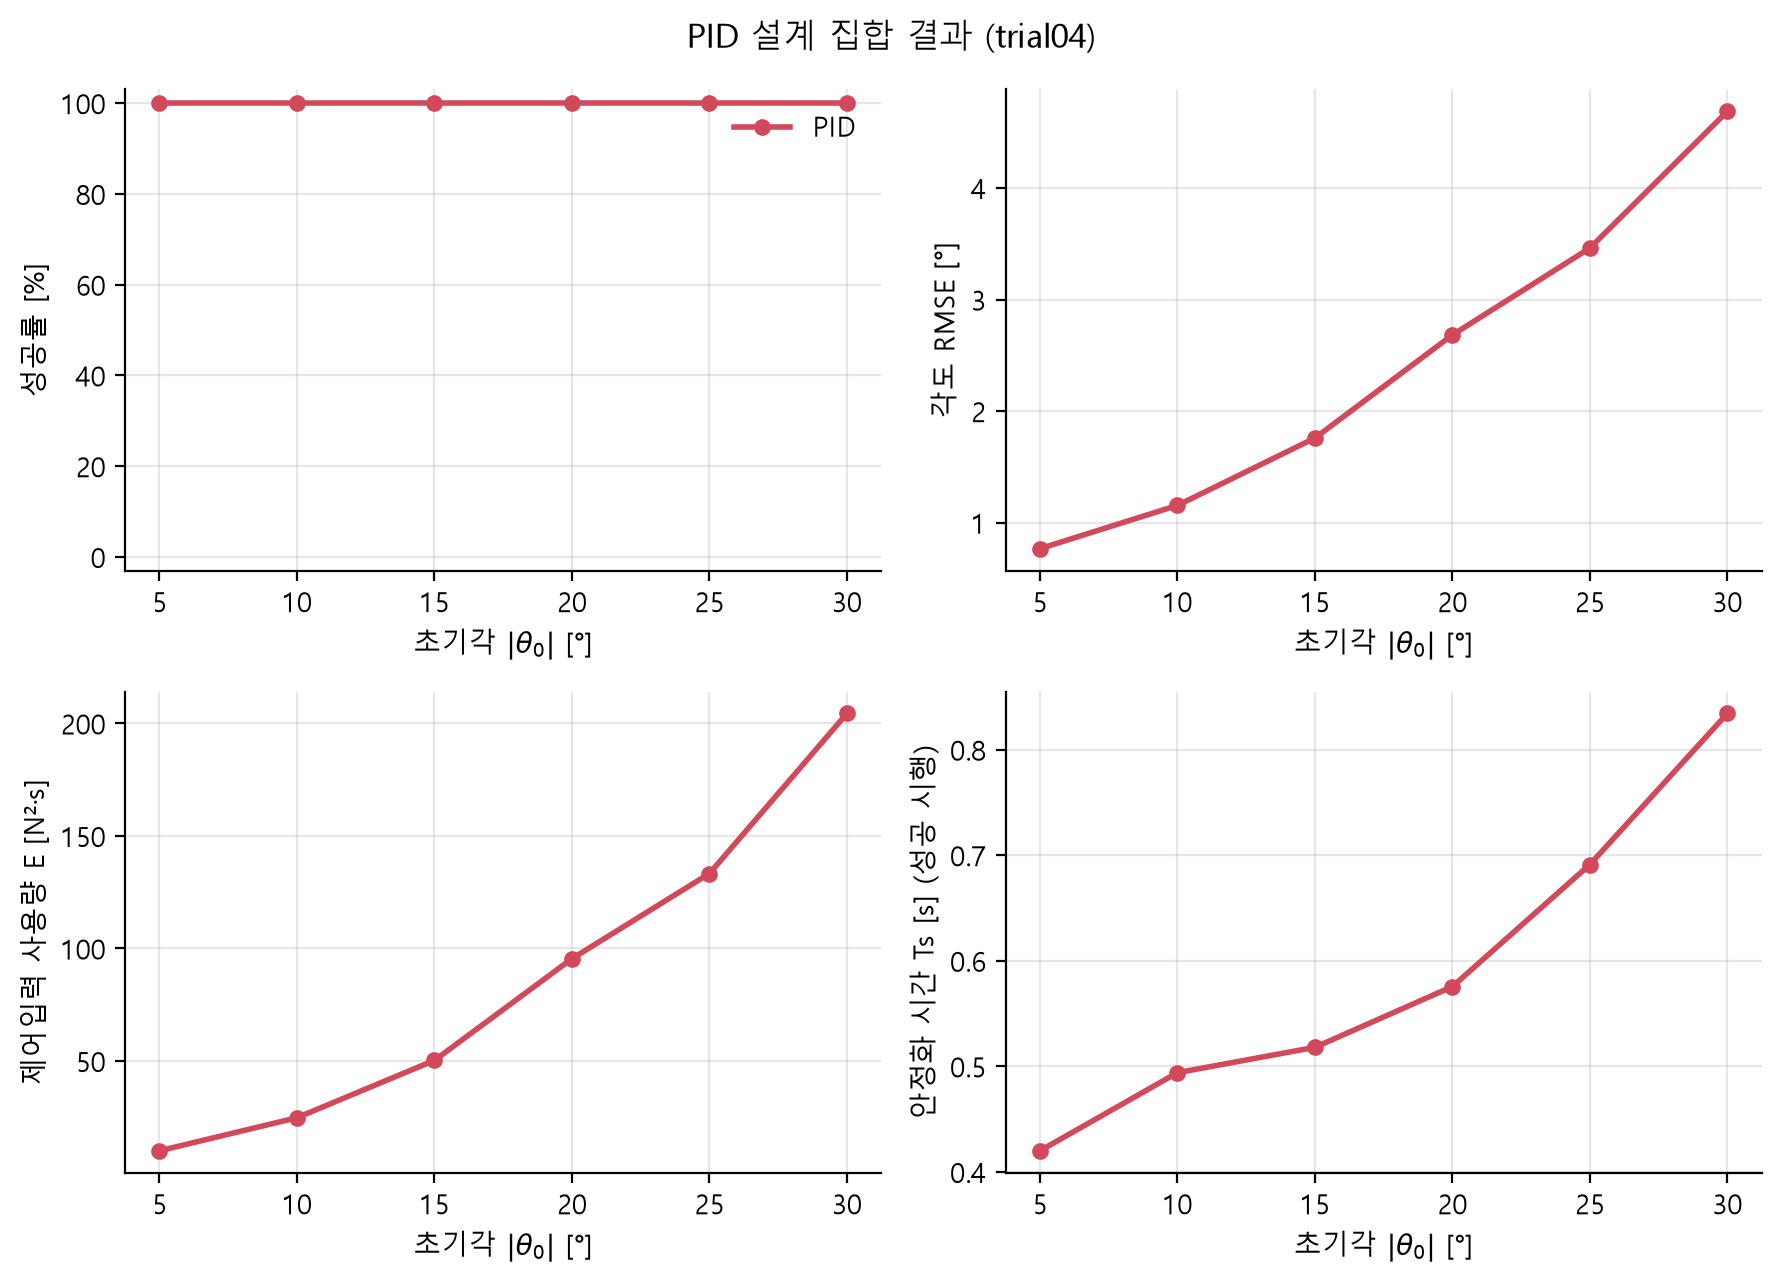 PID 설계 집합 결과 (trial04)
성공률 [%]
100
80
60
40
20
0
PID
5 10 15 20 25 30
초기각 |θ₀| [°]
각도 RMSE [°]
4
3
2
1
5 10 15 20 25 30
초기각 |θ₀| [°]
제어입력 사용량 E [N²·s]
200
150
100
50
5 10 15 20 25 30
초기각 |θ₀| [°]
안정화 시간 Ts [s] (성공 시행)
0.8
0.7
0.6
0.5
0.4
5 10 15 20 25 30
초기각 |θ₀| [°]